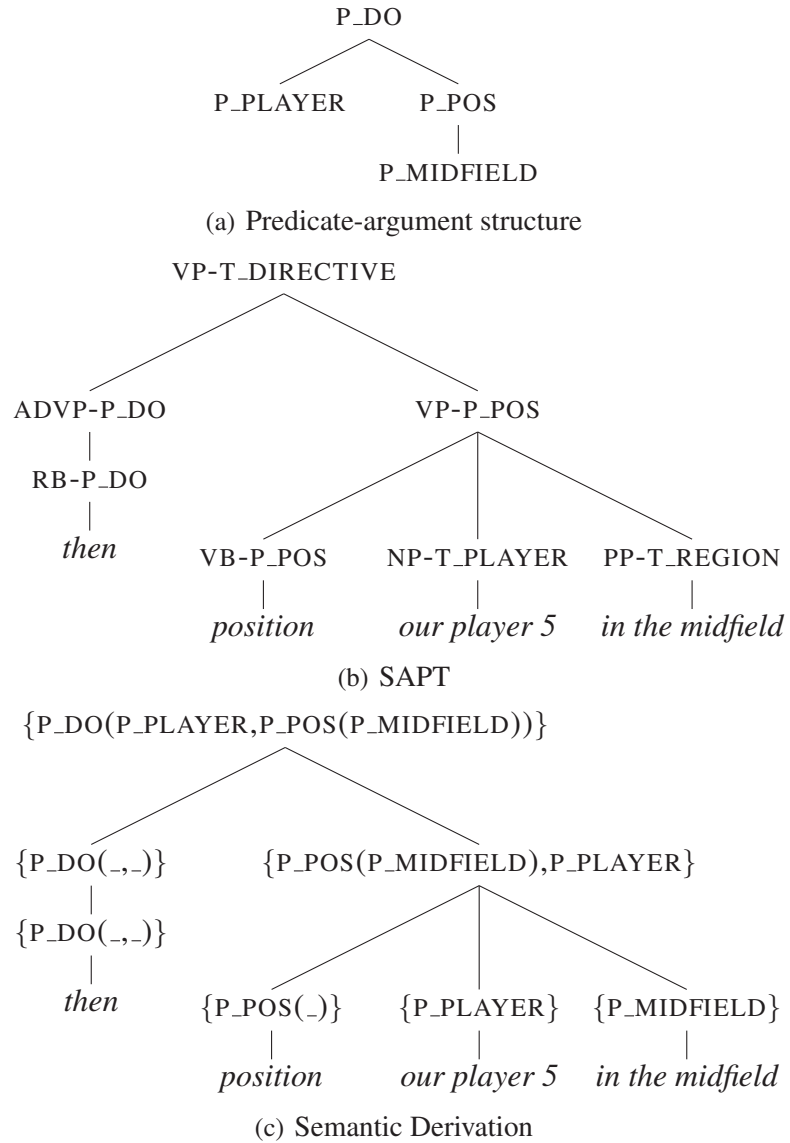 P_DO
P_PLAYER P_POS
P_MIDFIELD
(a) Predicate-argument structure
VP-T_DIRECTIVE
ADVP-P_DO VP-P_POS
RB-P_DO
then VB-P_POS NP-T_PLAYER PP-T_REGION
position our player 5 in the midfield
(b) SAPT
{P_DO(P_PLAYER,P_POS(P_MIDFIELD))}
{P_DO(_,_)} {P_POS(P_MIDFIELD),P_PLAYER}
{P_DO(_,_)}
then {P_POS(_)} {P_PLAYER} {P_MIDFIELD}
position our player 5 in the midfield
(c) Semantic Derivation